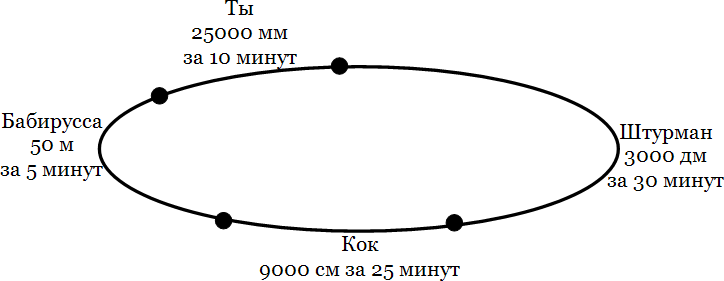 Ты
25000 мм
за 10 минут
Бабирусса
50 м
за 5 минут
Штурман
3000 дм
за 30 минут
Кок
9000 см за 25 минут